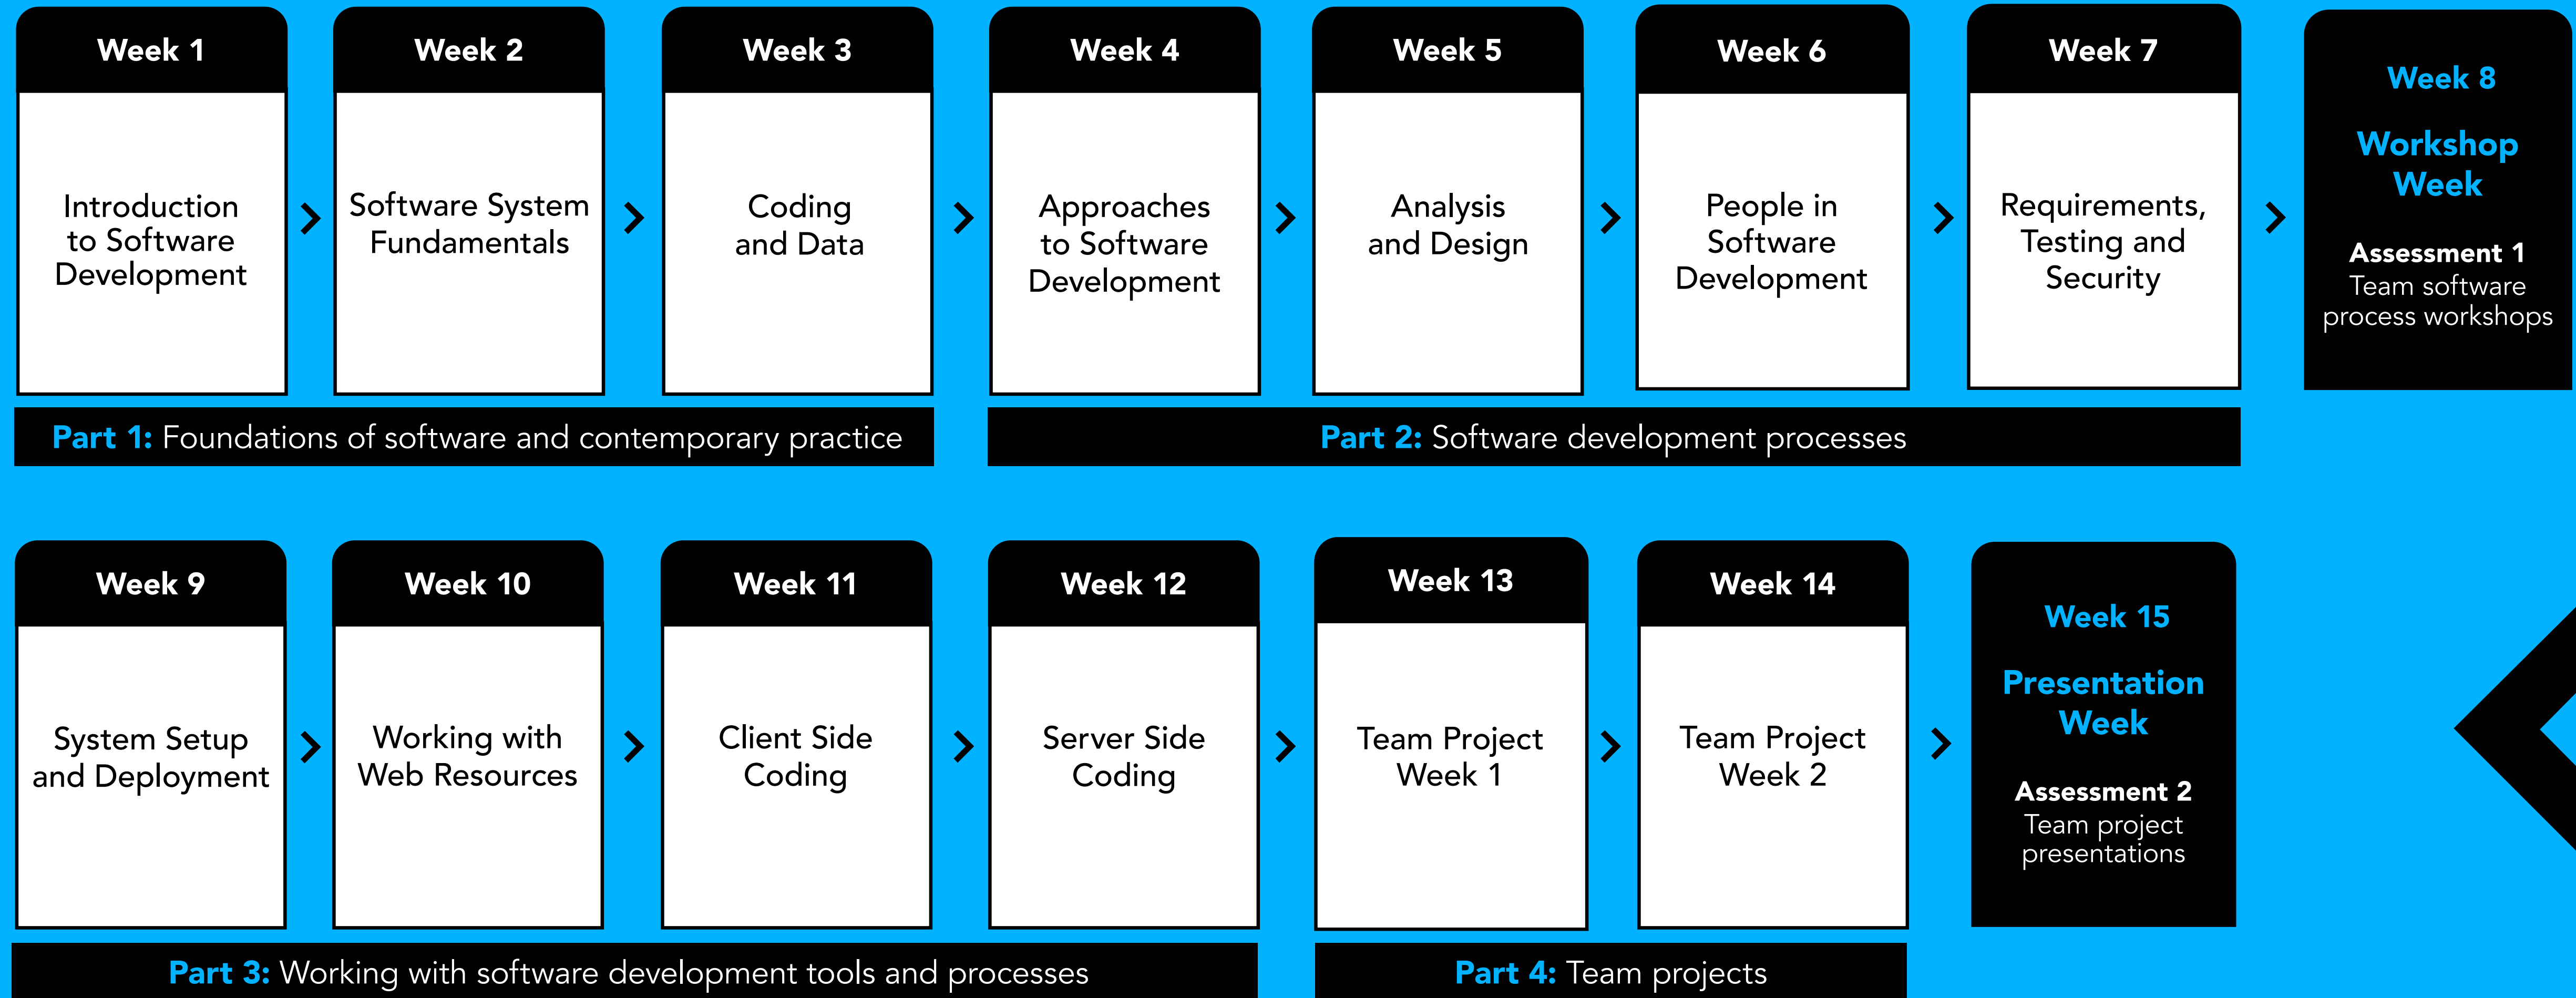 Week 1
Introduction
to Software
Development
Week 2
Software System
Fundamentals
Week 3
Coding
and Data
Week 4
Approaches
to Software
Development
Week 5
Analysis
and Design
Week 6
People in
Software
Development
Week 7
Requirements,
Testing and
Security
Week 8
Workshop
Week
Assessment 1
Team software
process workshops
Part 1: Foundations of software and contemporary practice
Part 2: Software development processes
Week 9
System Setup
and Deployment
Week 10
Working with
Web Resources
Week 11
Client Side
Coding
Week 12
Server Side
Coding
Week 13
Team Project
Week 1
Week 14
Team Project
Week 2
Week 15
Presentation
Week
Assessment 2
Team project
presentations
Part 3: Working with software development tools and processes
Part 4: Team projects